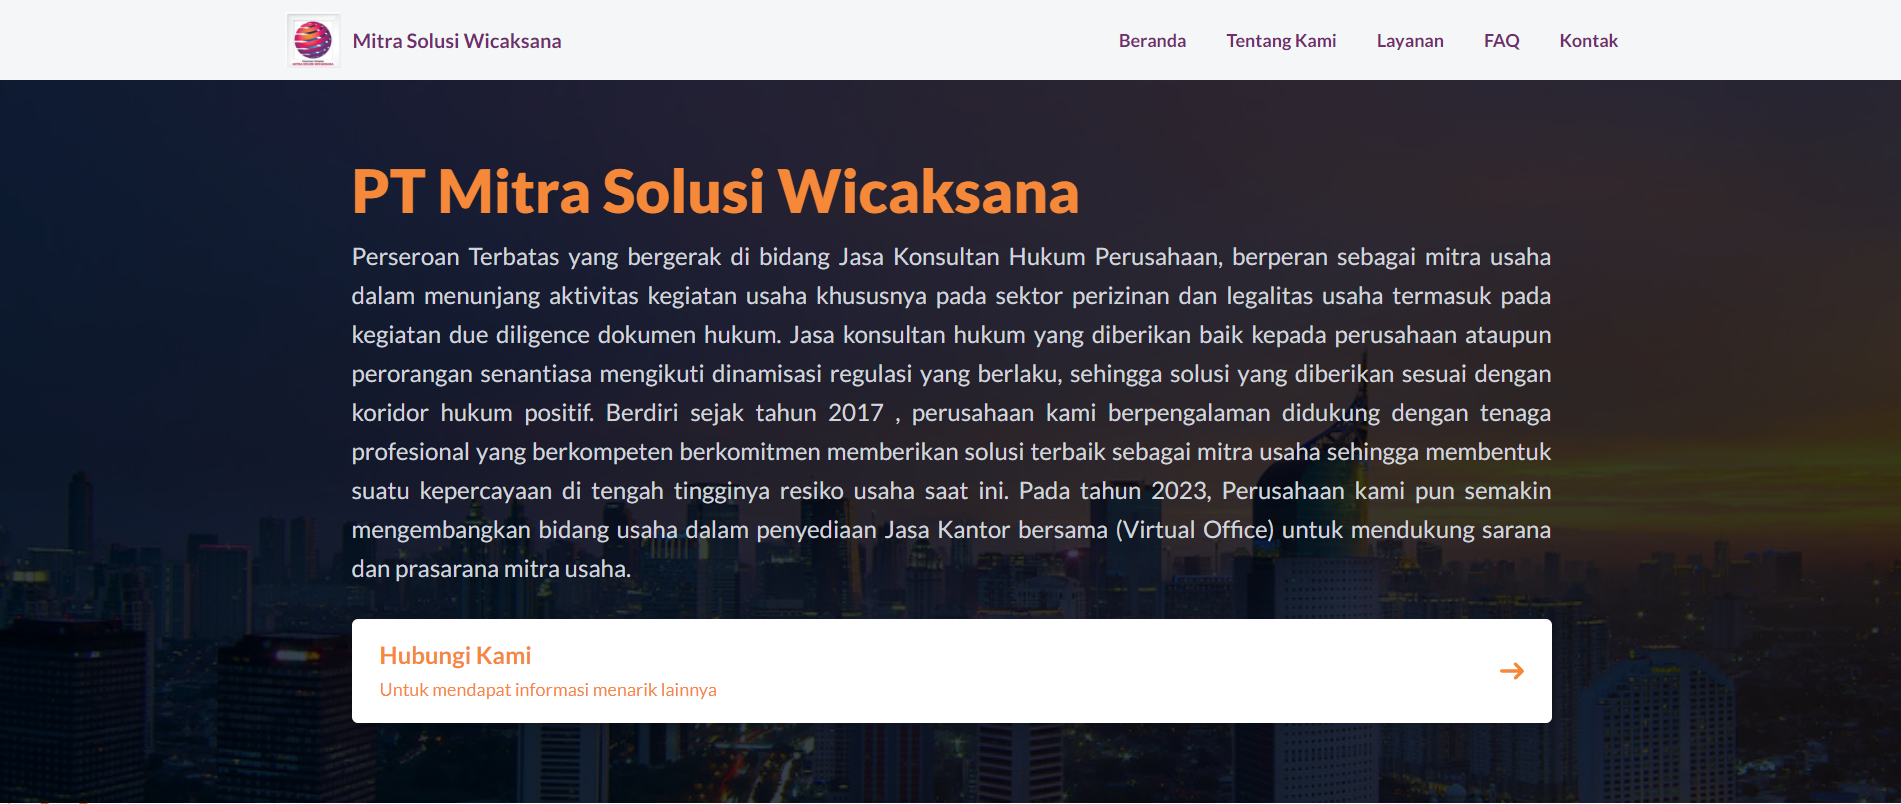 Mitra Solusi Wicaksana
Beranda
Tentang Kami
Layanan
FAQ
Kontak
PT Mitra Solusi Wicaksana
Perseroan Terbatas yang bergerak di bidang Jasa Konsultan Hukum Perusahaan, berperan sebagai mitra usaha
dalam menunjang aktivitas kegiatan usaha khususnya pada sektor perizinan dan legalitas usaha termasuk pada
kegiatan due diligence dokumen hukum. Jasa konsultan hukum yang diberikan baik kepada perusahaan ataupun
perorangan senantiasa mengikuti dinamisasi regulasi yang berlaku, sehingga solusi yang diberikan sesuai dengan
koridor hukum positif. Berdiri sejak tahun 2017 , perusahaan kami berpengalaman didukung dengan tenaga
profesional yang berkompeten berkomitmen memberikan solusi terbaik sebagai mitra usaha sehingga membentuk
suatu kepercayaan di tengah tingginya resiko usaha saat ini. Pada tahun 2023, Perusahaan kami pun semakin
mengembangkan bidang usaha dalam penyediaan Jasa Kantor bersama (Virtual Office) untuk mendukung sarana
dan prasarana mitra usaha.
Hubungi Kami
Untuk mendapat informasi menarik lainnya